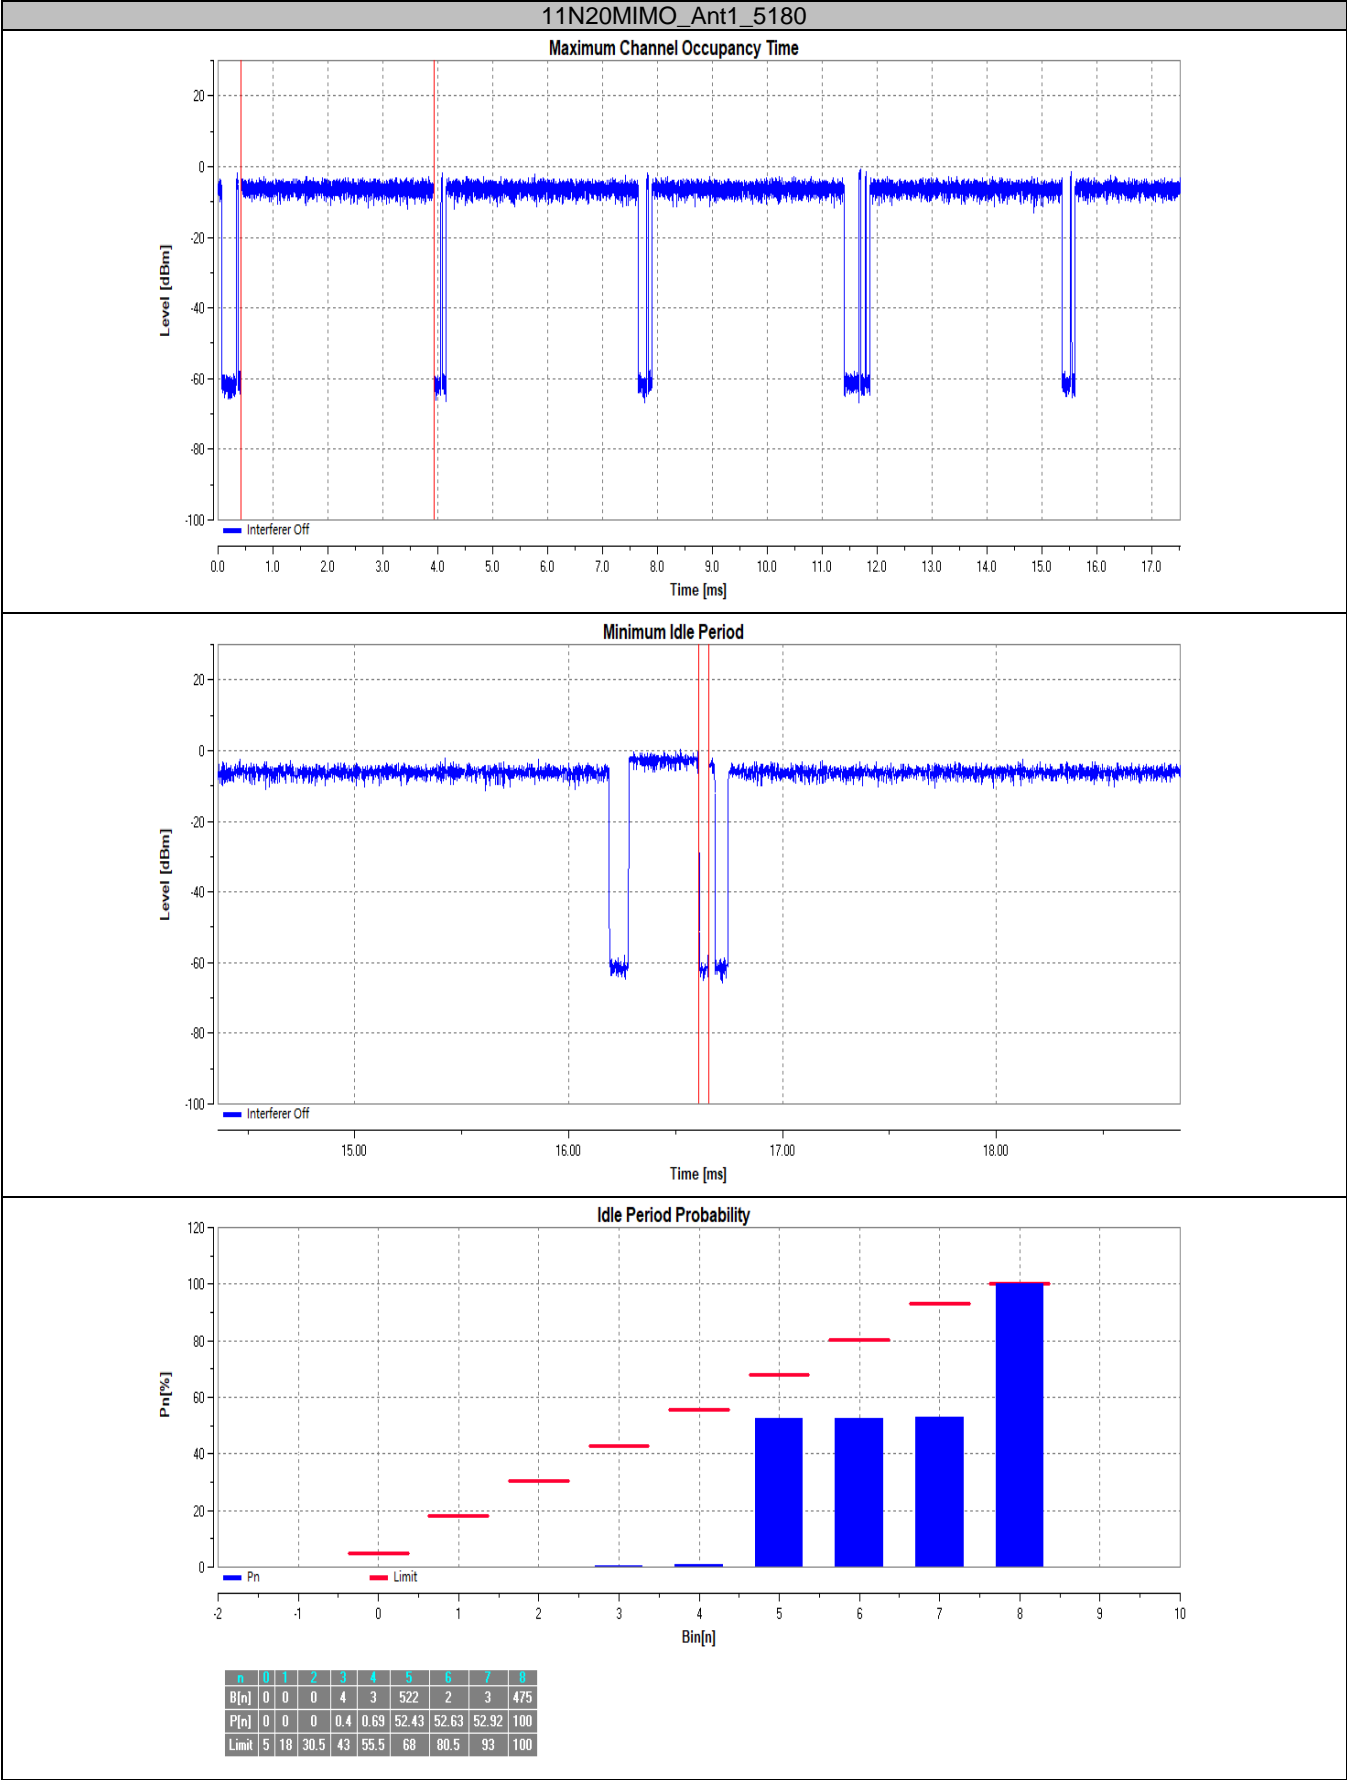 11N20MIMO_Ant1_5180
Maximum Channel Occupancy Time
20
0
-20
-40
-60
-80
-100
Level [dBm]
Interferer Off
0.0 1.0 2.0 3.0 4.0 5.0 6.0 7.0 8.0 9.0 10.0 11.0 12.0 13.0 14.0 15.0 16.0 17.0
Time [ms]
Minimum Idle Period
20
0
-20
-40
-60
-80
-100
Level [dBm]
Interferer Off
15.00 16.00 17.00 18.00
Time [ms]
Idle Period Probability
120
100
80
60
40
20
0
Pn[%]
Pn Limit
-2 -1 0 1 2 3 4 5 6 7 8 9 10
Bin[n]
n 0 1 2 3 4 5 6 7 8
B[n] 0 0 0 4 3 522 2 3 475
P[n] 0 0 0 0.4 0.69 52.43 52.63 52.92 100
Limit 5 18 30.5 43 55.5 68 80.5 93 100